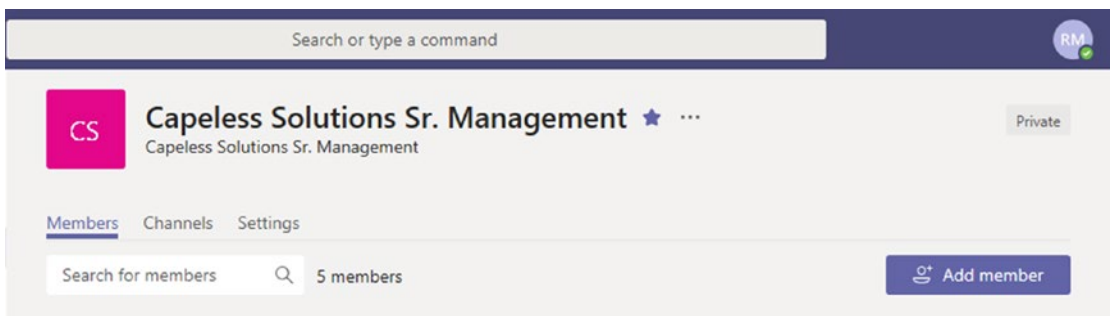 Search or type a command
RM
CS
Capeless Solutions Sr. Management ...
Private
Capeless Solutions Sr. Management
Members Channels Settings
Search for members 5 members Add member